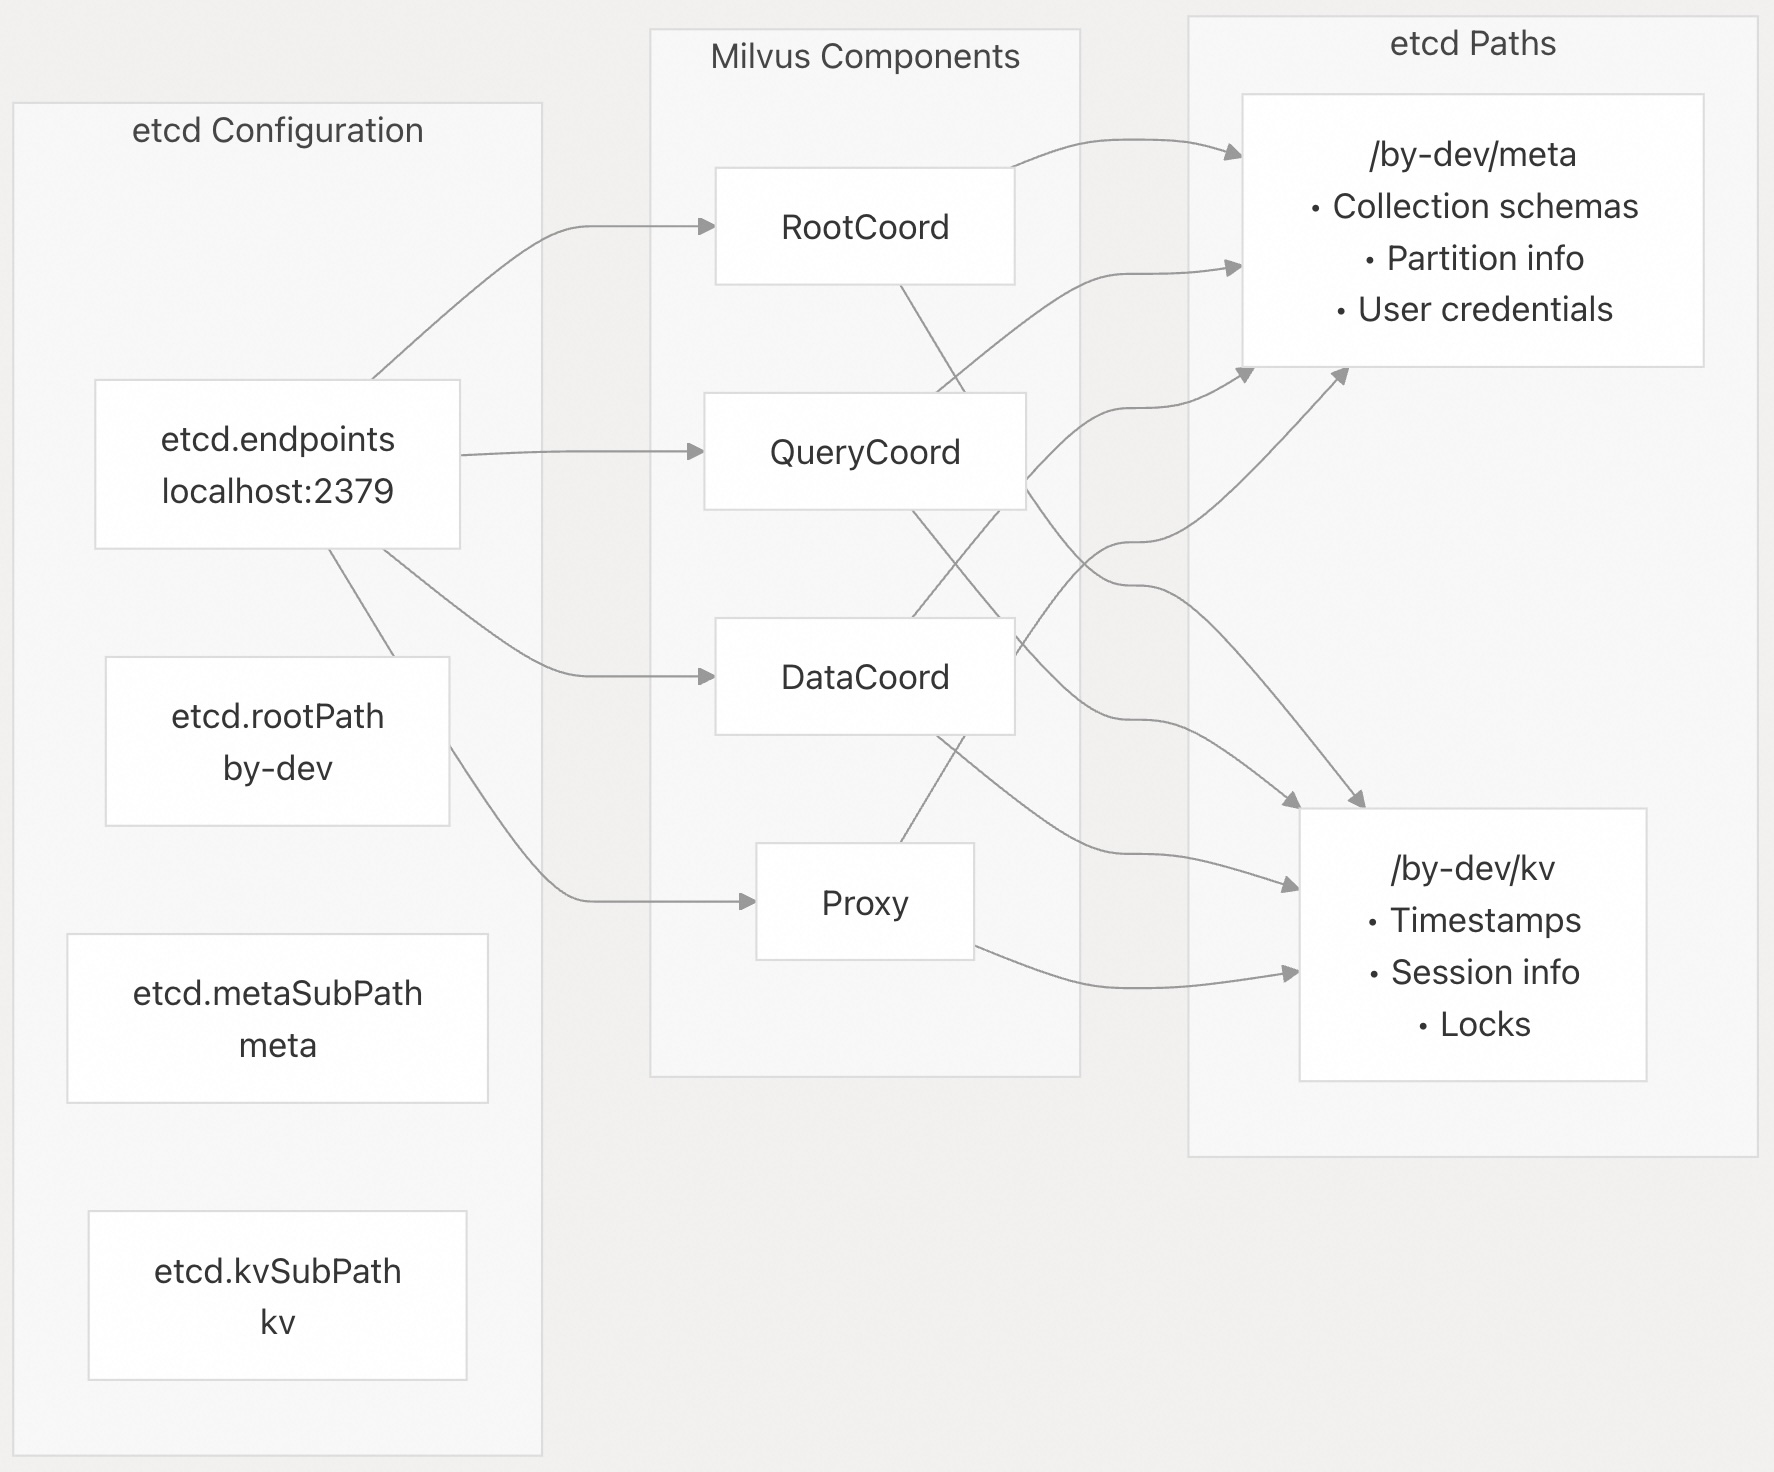 etcd Configuration
etcd.endpoints
localhost:2379
etcd.rootPath
by-dev
etcd.metaSubPath
meta
etcd.kvSubPath
kv
Milvus Components
RootCoord
QueryCoord
DataCoord
Proxy
etcd Paths
/by-dev/meta
• Collection schemas
• Partition info
• User credentials
/by-dev/kv
• Timestamps
• Session info
• Locks